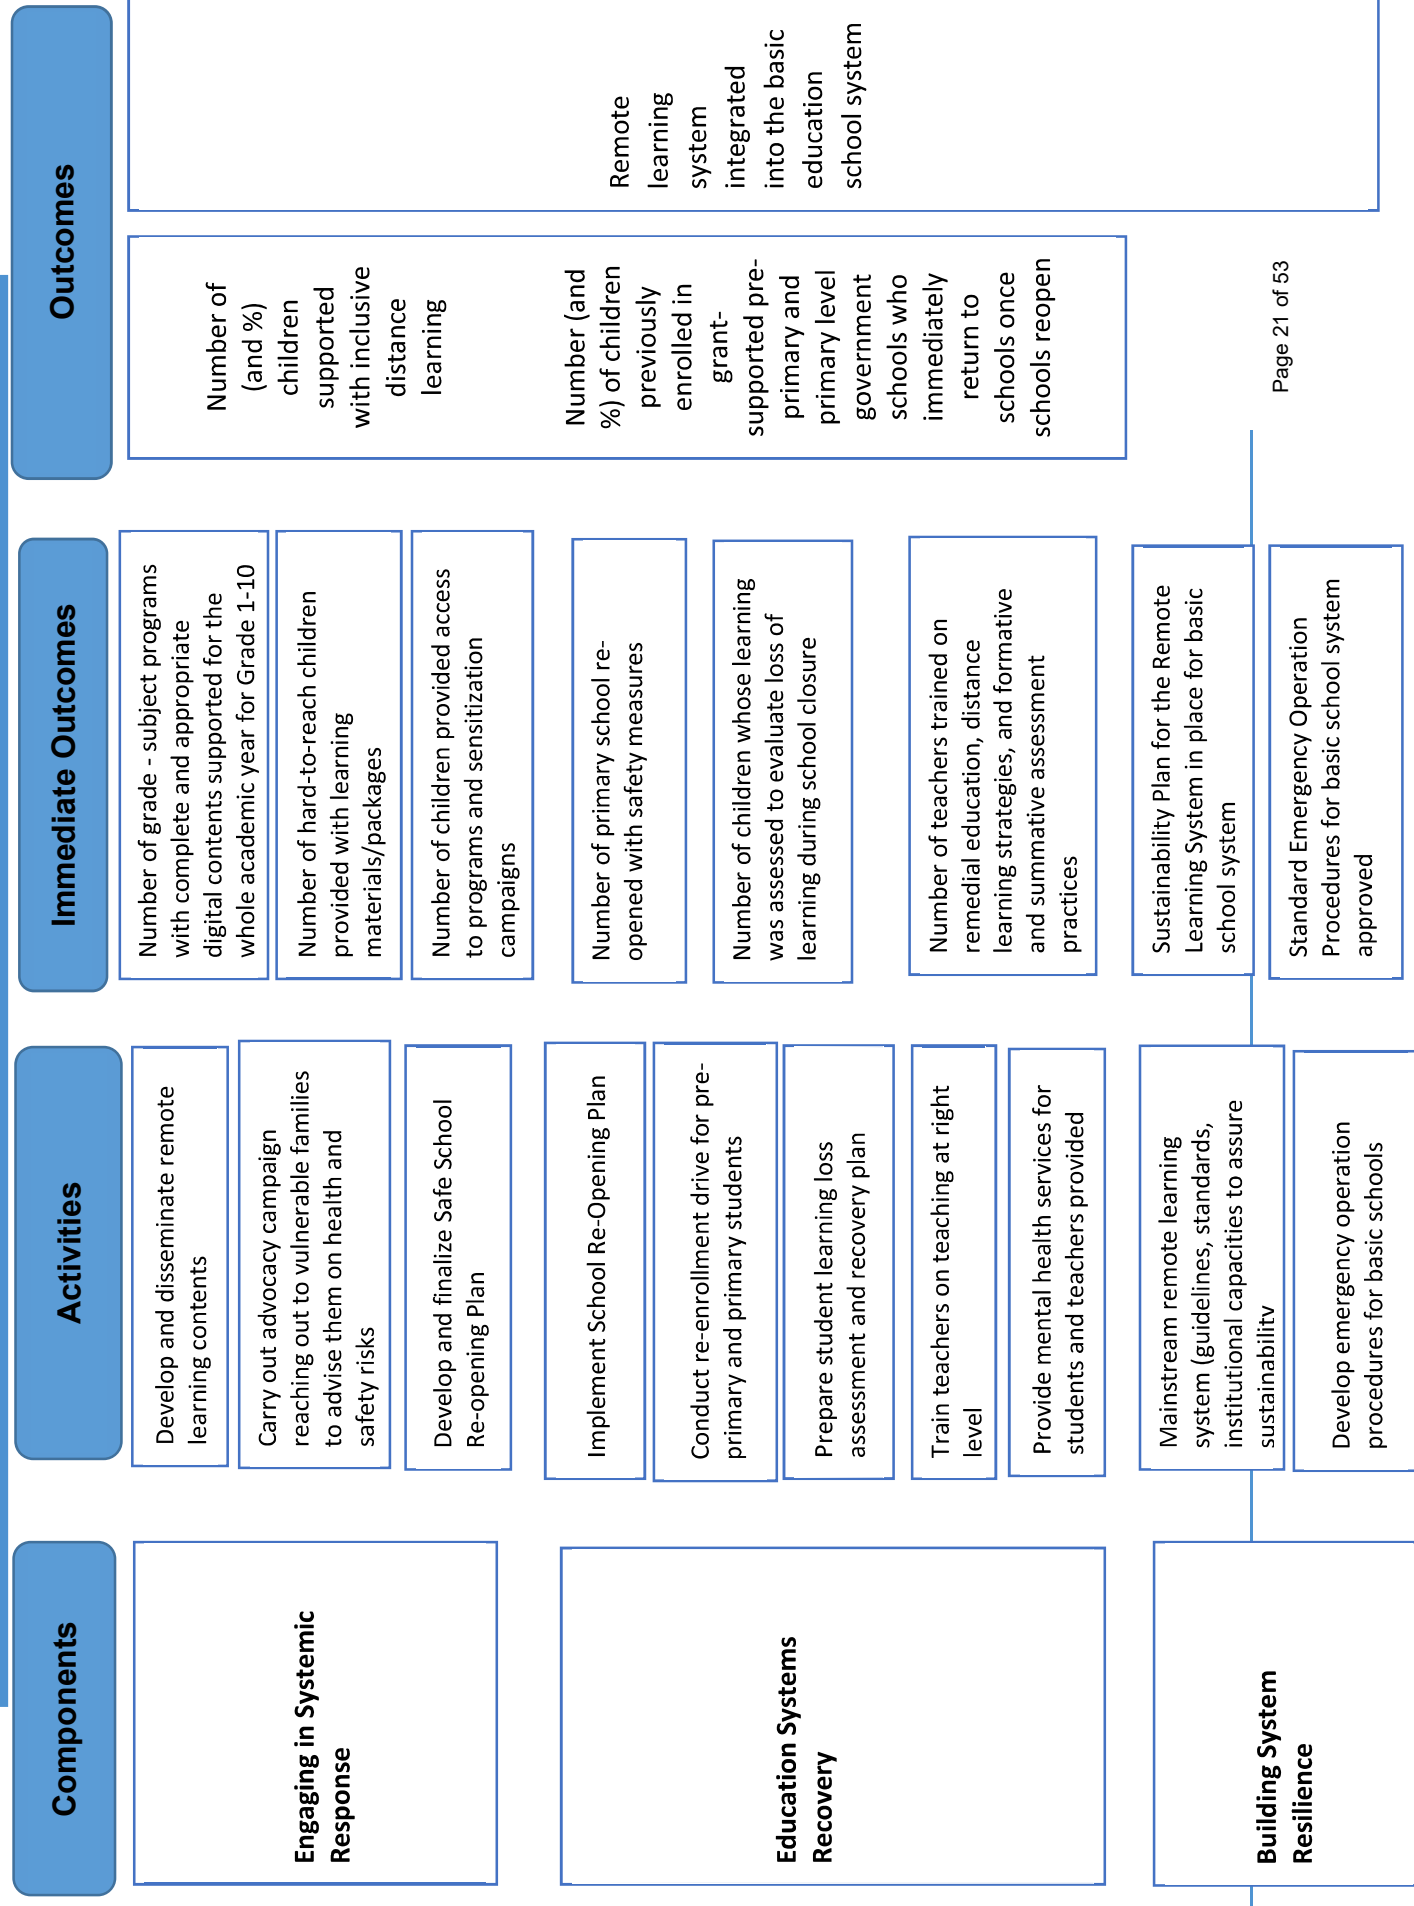 Components
Activities
Immediate Outcomes
Outcomes
Engaging in Systemic
Response
Develop and disseminate remote
learning contents
Carry out advocacy campaign
reaching out to vulnerable families
to advise them on health and
safety risks
Develop and finalize Safe School
Re-opening Plan
Number of grade - subject programs
with complete and appropriate
digital contents supported for the
whole academic year for Grade 1-10
Number of hard-to-reach children
provided with learning
materials/packages
Number of children provided access
to programs and sensitization
campaigns
Number of
(and %)
children
supported
with inclusive
distance
learning
Education Systems
Recovery
Implement School Re-Opening Plan
Conduct re-enrollment drive for pre-
primary and primary students
Prepare student learning loss
assessment and recovery plan
Train teachers on teaching at right
level
Provide mental health services for
students and teachers provided
Number of primary school re-
opened with safety measures
Number of children whose learning
was assessed to evaluate loss of
learning during school closure
Number of teachers trained on
remedial education, distance
learning strategies, and formative
and summative assessment
practices
Number (and
%) of children
previously
enrolled in
grant-
supported pre-
primary and
primary level
government
schools who
immediately
return to
schools once
schools reopen
Remote
learning
system
integrated
into the basic
education
school system
Building System
Resilience
Mainstream remote learning
system (guidelines, standards,
institutional capacities to assure
sustainability
Develop emergency operation
procedures for basic schools
Sustainability Plan for the Remote
Learning System in place for basic
school system
Standard Emergency Operation
Procedures for basic school system
approved
Page 21 of 53